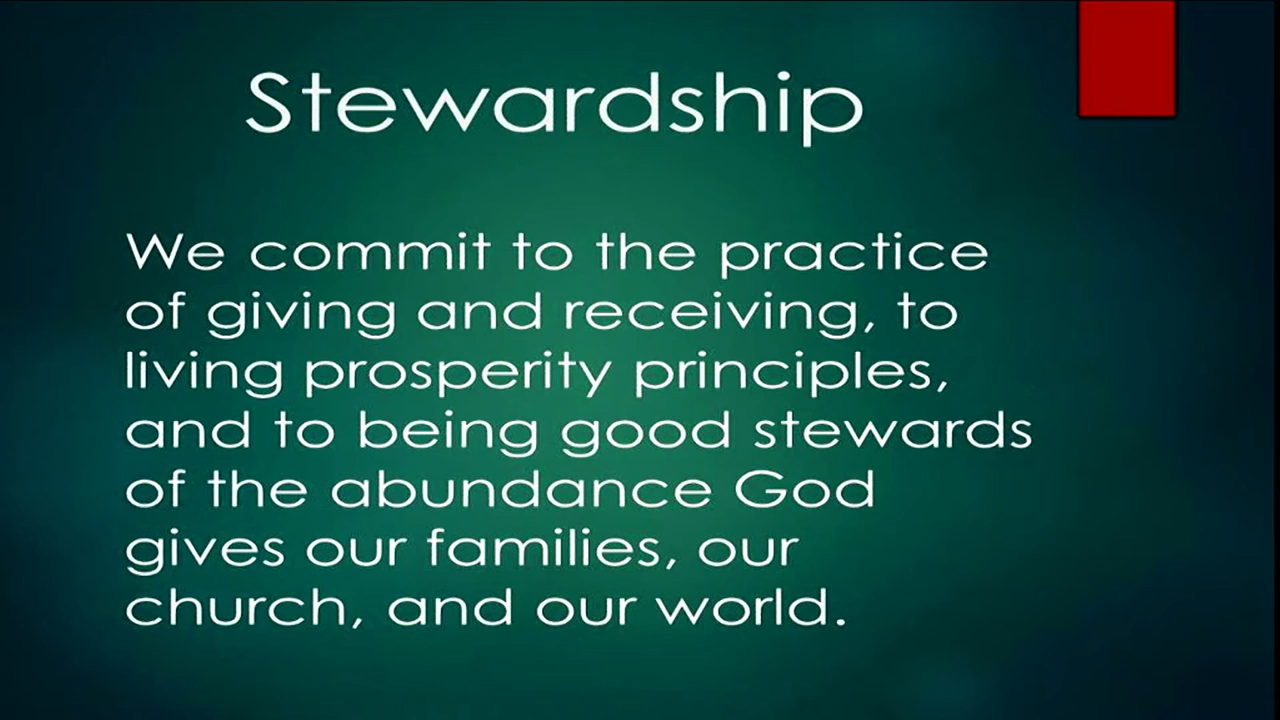 Stewardship
We commit to the practice
of giving and receiving, to
living prosperity principles,
and to being good stewards
of the abundance God
gives our families, our
church, and our world.